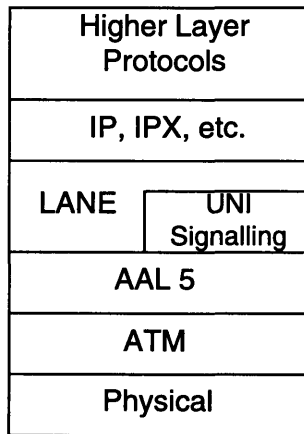 Higher Layer
Protocols
IP, IPX, etc.
LANE
UNI
Signalling
AAL 5
ATM
Physical